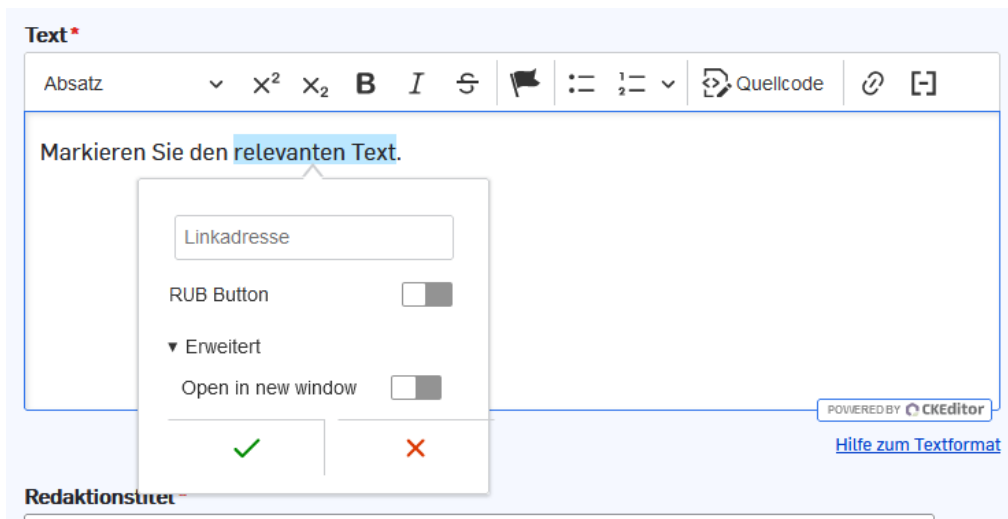 Text*
Absatz X² X₂ B I S Quellcode
Markieren Sie den relevanten Text.
Linkadresse
RUB Button
▾ Erweitert
Open in new window
POWERED BY CKEditor
Hilfe zum Textformat
Redaktionstitel*